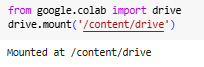 from google.colab import drive
drive.mount('/content/drive')
Mounted at /content/drive